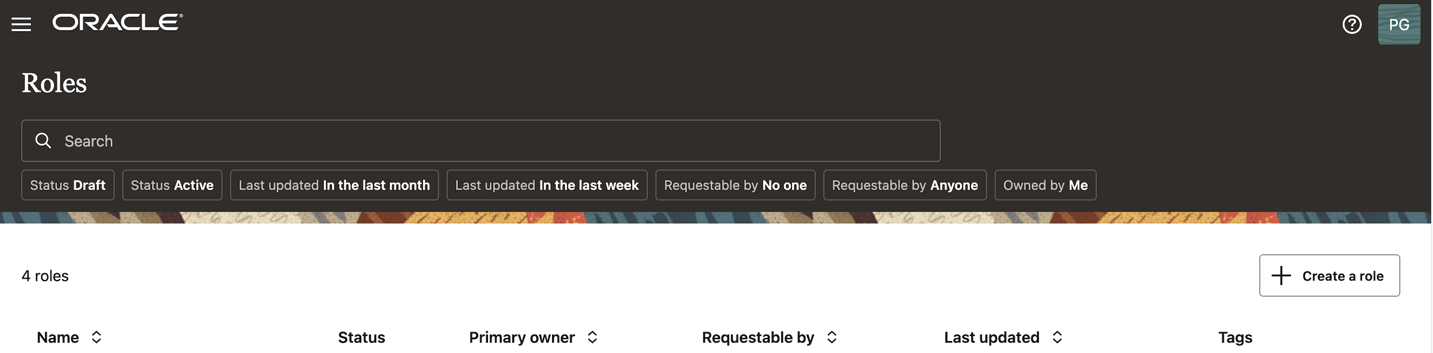 ORACLE® PG
Roles
Search
Status Draft Status Active Last updated In the last month Last updated In the last week Requestable by No one Requestable by Anyone Owned by Me
4 roles Create a role
Name Status Primary owner Requestable by Last updated Tags